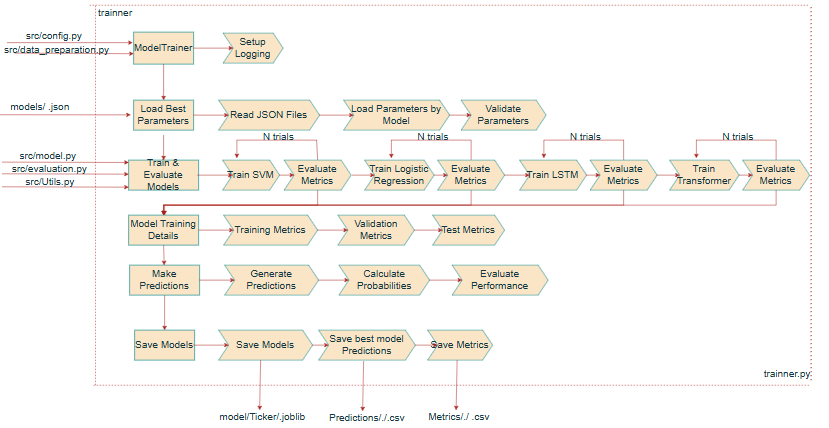 trainner
src/config.py
src/data_preparation.py
ModelTrainer
Setup
Logging
models/ .json
Load Best
Parameters
Read JSON Files
Load Parameters by
Model
Validate
Parameters
N trials
N trials
N trials
N trials
src/model.py
src/evaluation.py
src/Utils.py
Train &
Evaluate
Models
Train SVM
Evaluate
Metrics
Train Logistic
Regression
Evaluate
Metrics
Train LSTM
Evaluate
Metrics
Train
Transformer
Evaluate
Metrics
Model Training
Details
Training Metrics
Validation
Metrics
Test Metrics
Make
Predictions
Generate
Predictions
Calculate
Probabilities
Evaluate
Performance
Save Models
Save Models
Save best model
Predictions
Save Metrics
trainner.py
model/Ticker/.joblib
Predictions/./.csv
Metrics/./ .csv